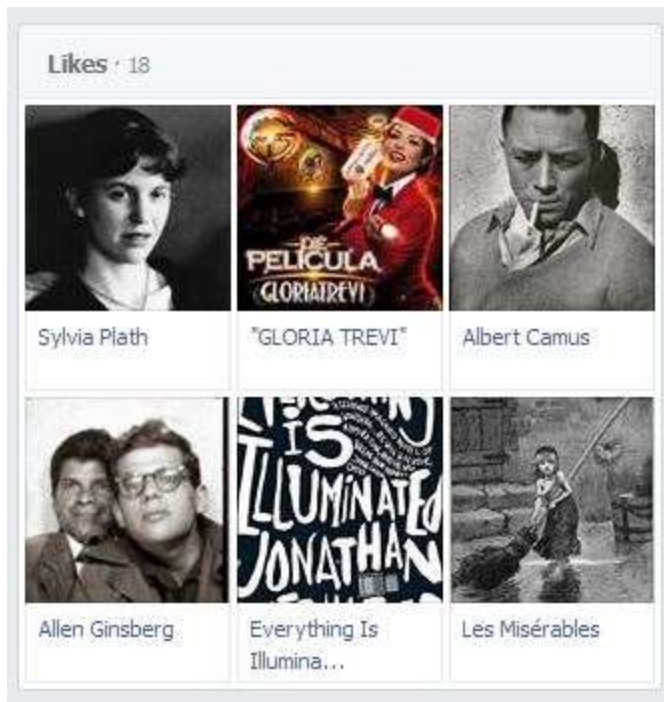 Likes · 18
DE
PELÍCULA
GLORIATREVI
Sylvia Plath
"GLORIA TREVI"
Albert Camus
IS
ILLUMINATED
JONATHAN
Allen Ginsberg
Everything Is
Illumina...
Les Misérables